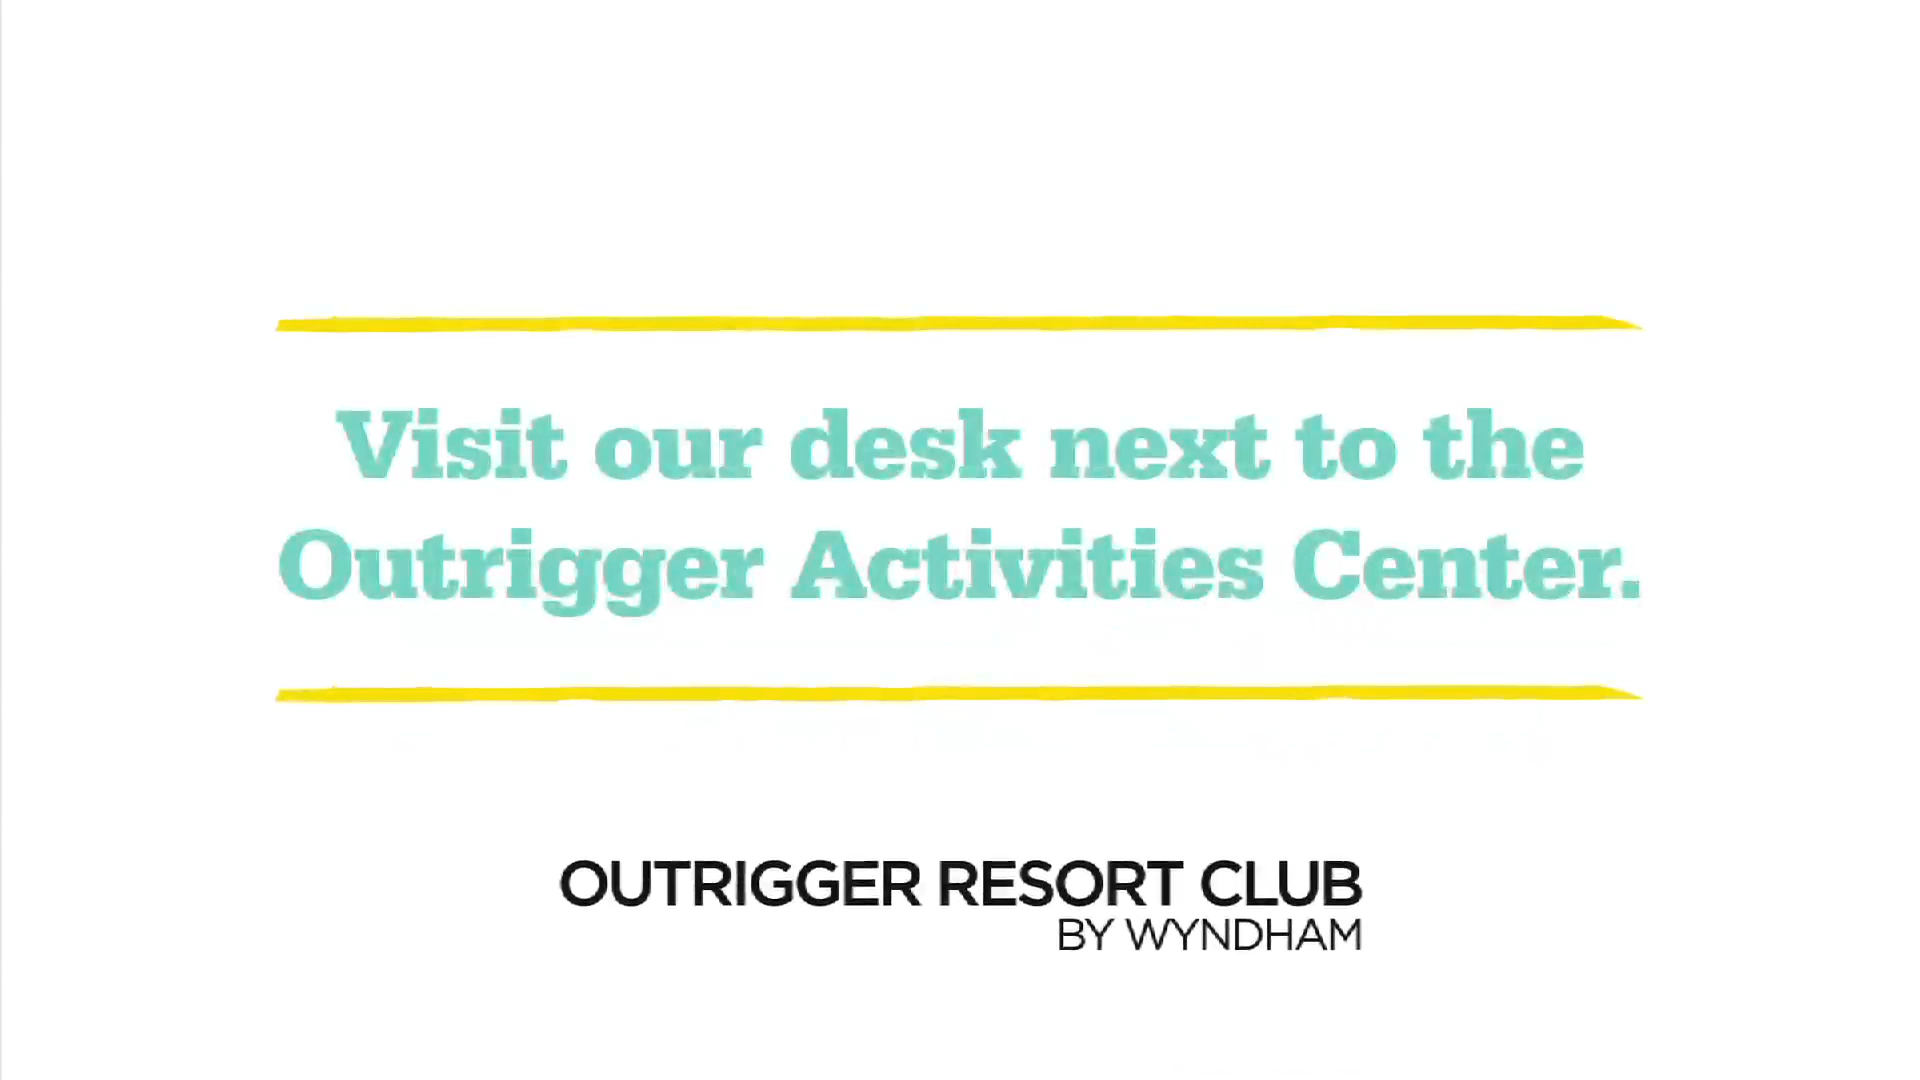 Visit our desk next to the
Outrigger Activities Center.
OUTRIGGER RESORT CLUB
BY WYNDHAM